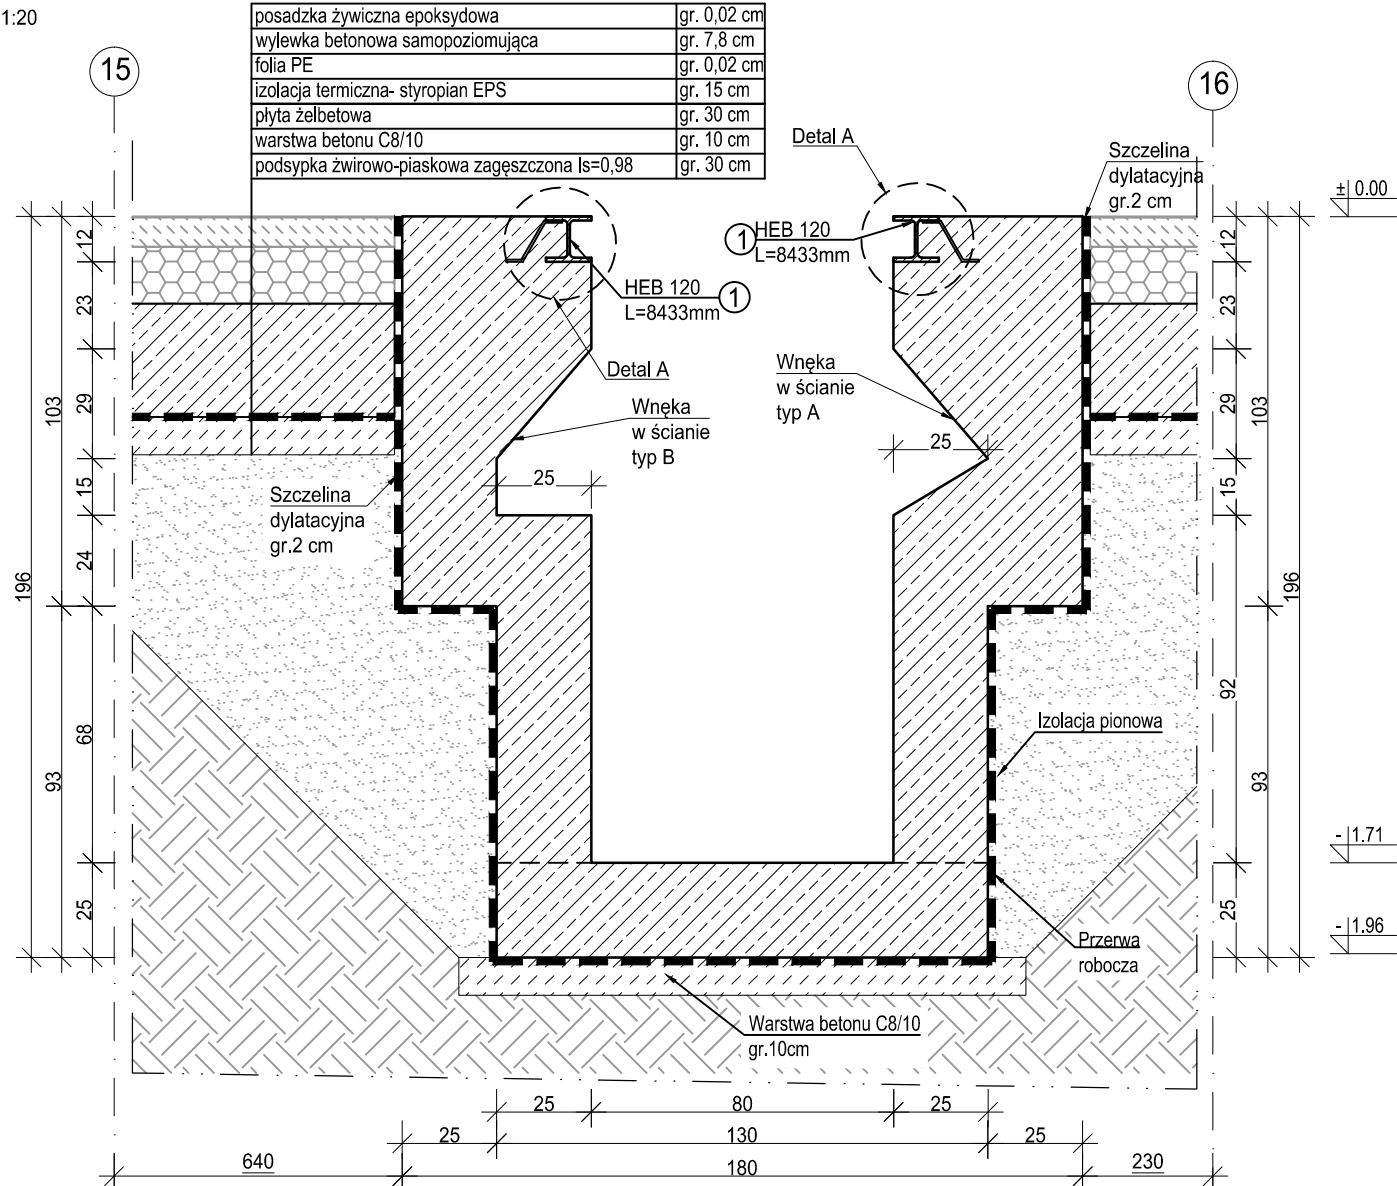 1:20
posadzka żywiczna epoksydowa gr. 0,02 cm
wylewka betonowa samopoziomująca gr. 7,8 cm
folia PE gr. 0,02 cm
izolacja termiczna- styropian EPS gr. 15 cm
płyta żelbetowa gr. 30 cm
warstwa betonu C8/10 gr. 10 cm
podsypka żwirowo-piaskowa zagęszczona Is=0,98 gr. 30 cm
15
16
Detal A
Szczelina
dylatacyjna
gr.2 cm
± 0.00
1
HEB 120
L=8433mm
HEB 120
L=8433mm
1
Detal A
Wnęka
w ścianie
typ A
Wnęka
w ścianie
typ B
25
25
Szczelina
dylatacyjna
gr.2 cm
12
23
29
15
24
68
25
103
93
196
12
23
29
15
92
25
103
93
196
Izolacja pionowa
- 1.71
- 1.96
Przerwa
robocza
Warstwa betonu C8/10
gr.10cm
25 80 25
25 130 25
640 180 230